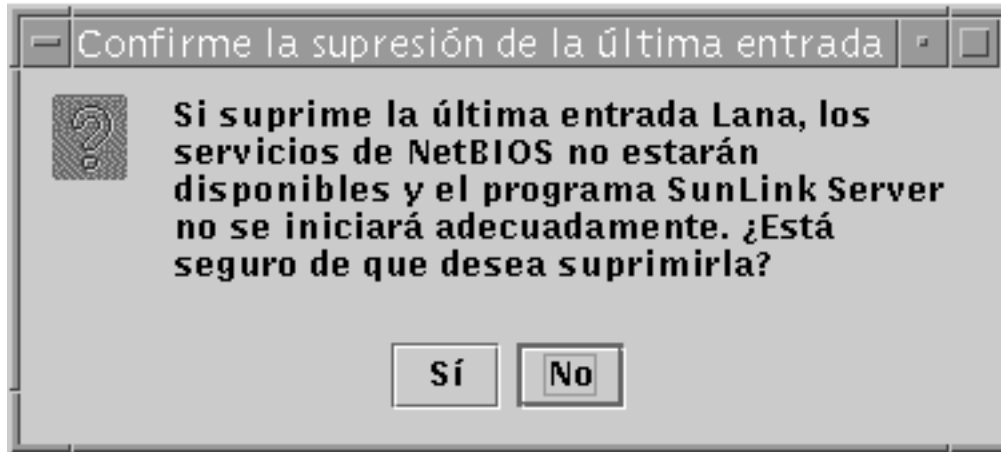 Confirme la supresión de la última entrada
Si suprime la última entrada Lana, los
servicios de NetBIOS no estarán
disponibles y el programa SunLink Server
no se iniciará adecuadamente. ¿Está
seguro de que desea suprimirla?
Sí No